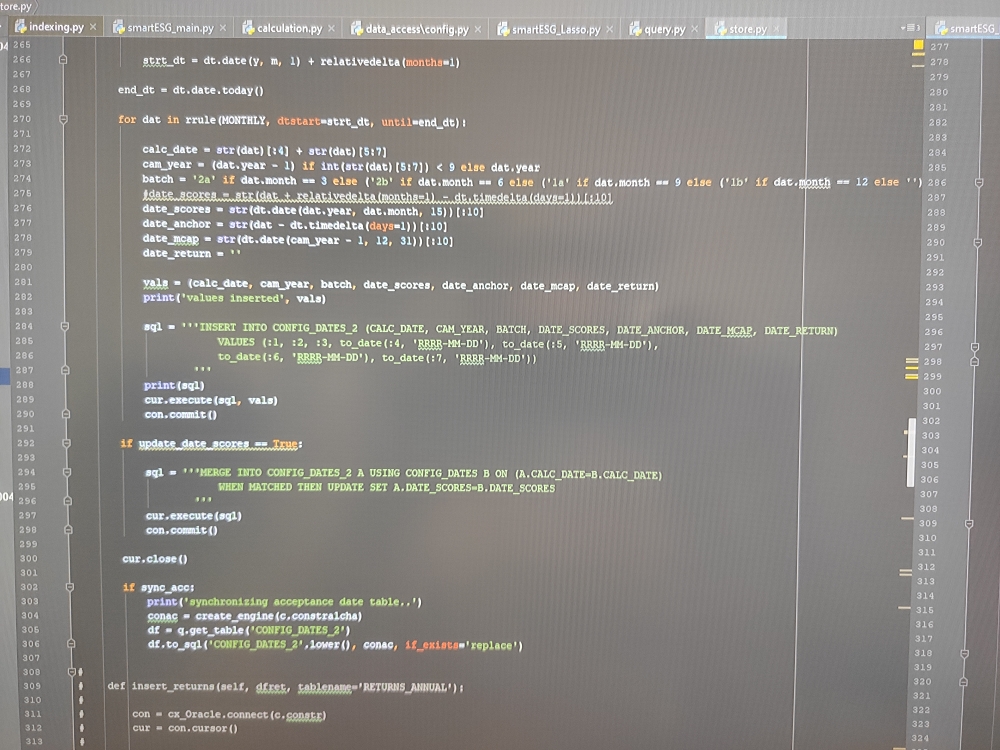 tore.py
indexing.py × smartESG_main.py × calculation.py × data_access\config.py × smartESG_Lasso.py × query.py × store.py × smartESG_
265
266 strt_dt = dt.date(y, m, 1) + relativedelta(months=1)
267
268 end_dt = dt.date.today()
269
270 for dat in rrule(MONTHLY, dtstart=strt_dt, until=end_dt):
271
272 calc_date = str(dat)[:4] + str(dat)[5:7]
273 cam_year = (dat.year - 1) if int(str(dat)[5:7]) < 9 else dat.year
274 batch = '2a' if dat.month == 3 else ('2b' if dat.month == 6 else ('1a' if dat.month == 9 else ('1b' if dat.month == 12 else '')
275 #date_scores = str(dat + relativedelta(months=1) - dt.timedelta(days=1))[:10]
276 date_scores = str(dt.date(dat.year, dat.month, 15))[:10]
277 date_anchor = str(dat - dt.timedelta(days=1))[:10]
278 date_mcap = str(dt.date(cam_year - 1, 12, 31))[:10]
279 date_return = ''
280
281 vals = (calc_date, cam_year, batch, date_scores, date_anchor, date_mcap, date_return)
282 print('values inserted', vals)
283
284 sql = '''INSERT INTO CONFIG_DATES_2 (CALC_DATE, CAM_YEAR, BATCH, DATE_SCORES, DATE_ANCHOR, DATE_MCAP, DATE_RETURN)
285 VALUES (:1, :2, :3, to_date(:4, 'RRRR-MM-DD'), to_date(:5, 'RRRR-MM-DD'),
286 to_date(:6, 'RRRR-MM-DD'), to_date(:7, 'RRRR-MM-DD'))
287 '''
288 print(sql)
289 cur.execute(sql, vals)
290 con.commit()
291
292 if update_date_scores == True:
293
294 sql = '''MERGE INTO CONFIG_DATES_2 A USING CONFIG_DATES B ON (A.CALC_DATE=B.CALC_DATE)
295 WHEN MATCHED THEN UPDATE SET A.DATE_SCORES=B.DATE_SCORES
296 '''
297 cur.execute(sql)
298 con.commit()
299
300 cur.close()
301
302 if sync_acc:
303 print('synchronizing acceptance date table..')
304 conac = create_engine(c.constralcha)
305 df = q.get_table('CONFIG_DATES_2')
306 df.to_sql('CONFIG_DATES_2'.lower(), conac, if_exists='replace')
307
308
309 def insert_returns(self, dfret, tablename='RETURNS_ANNUAL'):
310
311 con = cx_Oracle.connect(c.constr)
312 cur = con.cursor()
313
277
278
279
280
281
282
283
284
285
286
287
288
289
290
291
292
293
294
295
296
297
298
299
300
301
302
303
304
305
306
307
308
309
310
311
312
313
314
315
316
317
318
319
320
321
322
323
324